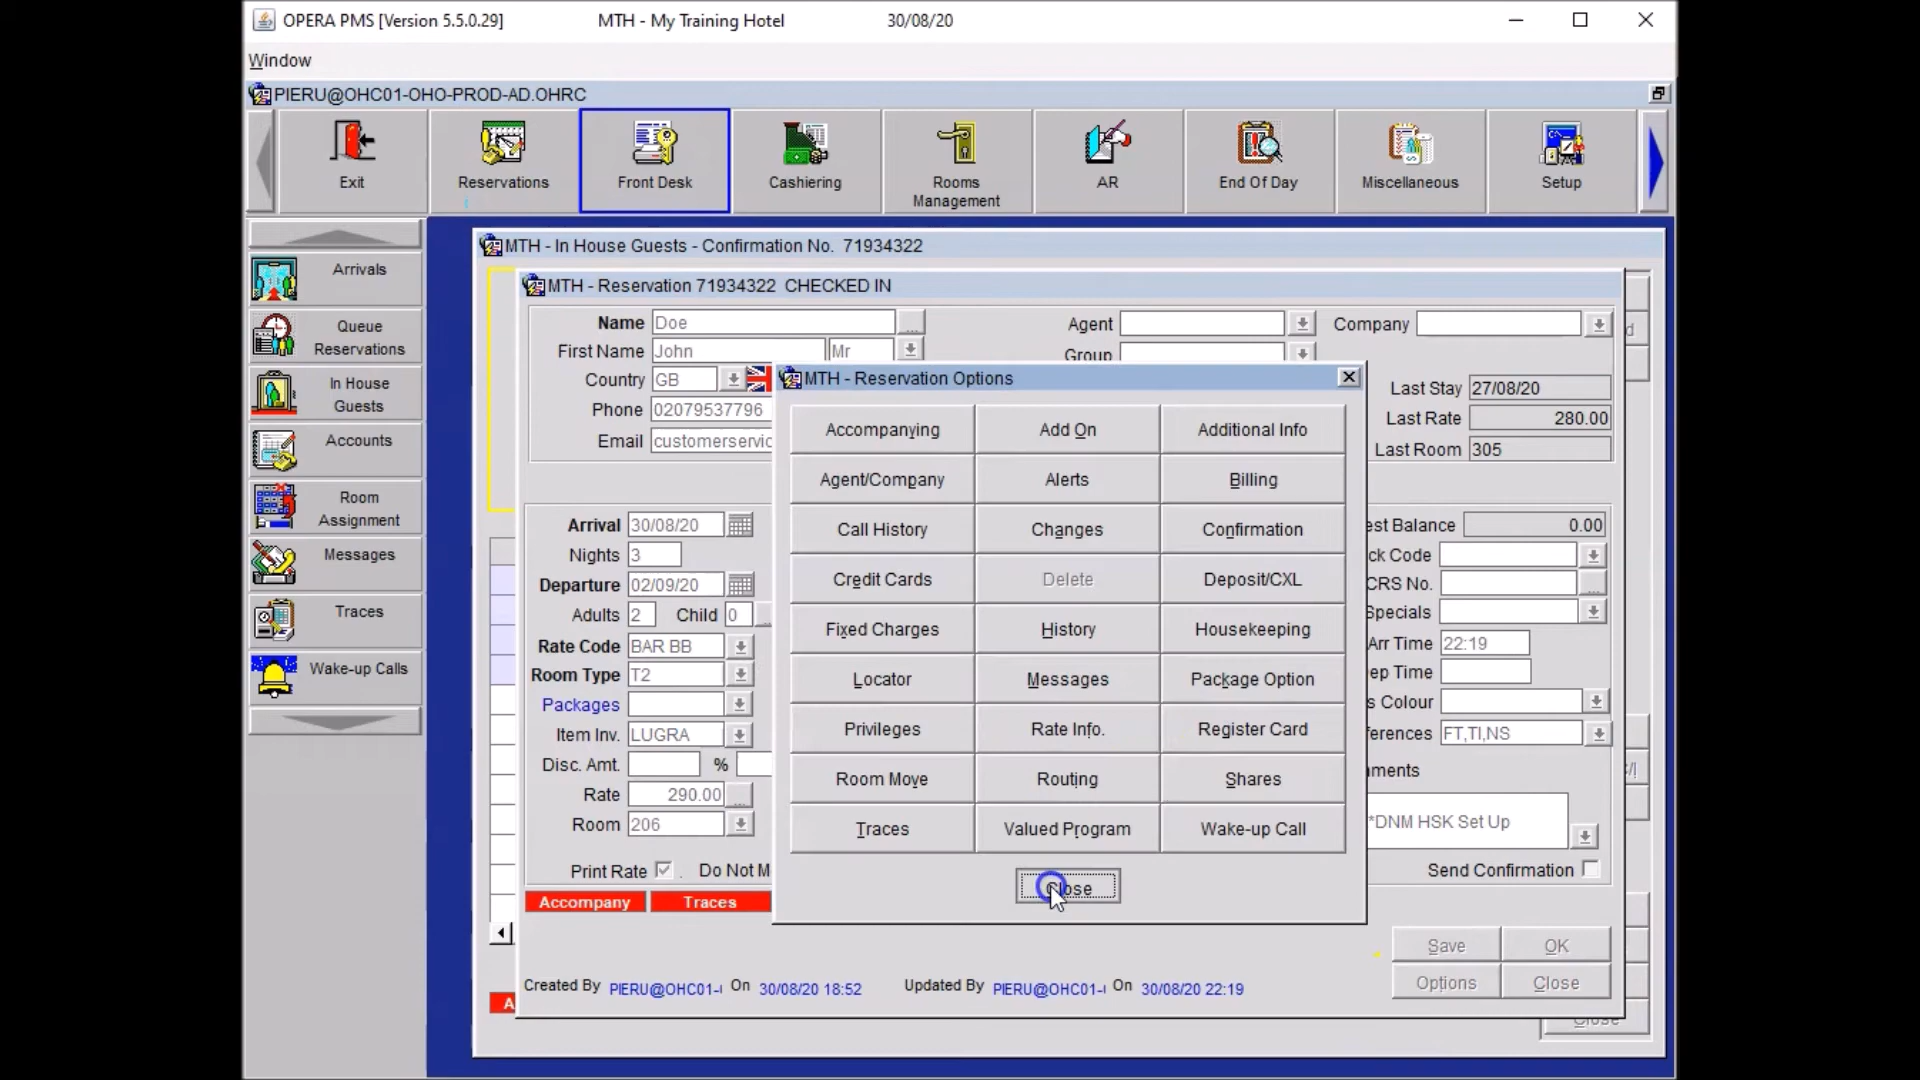 OPERA PMS [Version 5.5.0.29] MTH - My Training Hotel 30/08/20
Window
PIERU@OHC01-OHO-PROD-AD.OHRC
Exit
Reservations
Front Desk
Cashiering
Rooms
Management
AR
End Of Day
Miscellaneous
Setup
Arrivals
Queue
Reservations
In House
Guests
Accounts
Room
Assignment
Messages
Traces
Wake-up Calls
MTH - In House Guests - Confirmation No. 71934322
MTH - Reservation 71934322 CHECKED IN
Name Doe
First Name John Mr
Country GB
Phone 02079537796
Email customerservic
Agent
Group
Company
Last Stay 27/08/20
Last Rate 280.00
Last Room 305
Arrival 30/08/20
Nights 3
Departure 02/09/20
Adults 2 Child 0
Rate Code BAR BB
Room Type T2
Packages
Item Inv. LUGRA
Disc. Amt. %
Rate 290.00
Room 206
Print Rate . Do Not M
Accompany Traces
MTH - Reservation Options
Accompanying Add On Additional Info
Agent/Company Alerts Billing
Call History Changes Confirmation
Credit Cards Delete Deposit/CXL
Fixed Charges History Housekeeping
Locator Messages Package Option
Privileges Rate Info. Register Card
Room Move Routing Shares
Traces Valued Program Wake-up Call
Close
est Balance 0.00
ck Code
CRS No.
Specials
Arr Time 22:19
ep Time
s Colour
ferences FT,TI,NS
ments
*DNM HSK Set Up
Send Confirmation
Save OK
Options Close
Created By PIERU@OHC01- On 30/08/20 18:52 Updated By PIERU@OHC01- On 30/08/20 22:19
A
Close